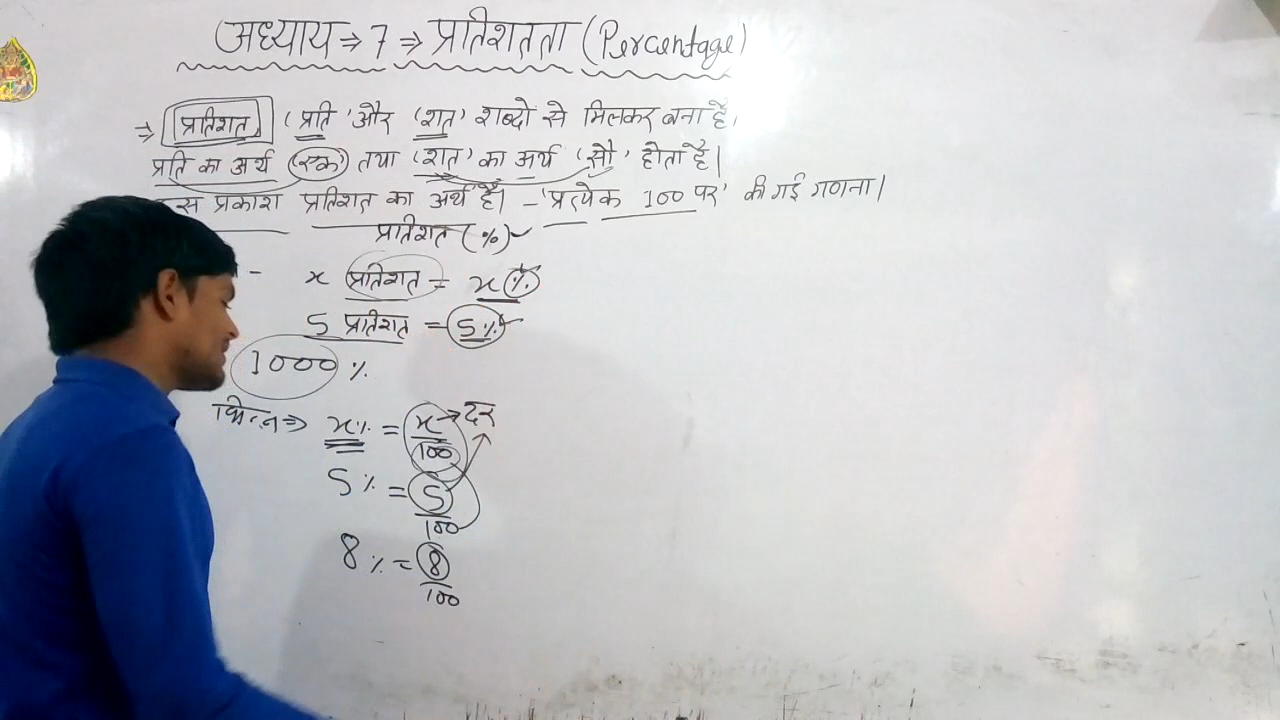 अध्याय ⇒ 7 ⇒ प्रतिशतता (Percentage)
⇒ प्रतिशत 'प्रति' और 'शत' शब्दो से मिलकर बना है।
प्रति का अर्थ 'एक' तथा 'शत' का अर्थ 'सौ' होता है।
स प्रकारा प्रतिशत का अर्थ है। - 'प्रत्येक 100 पर' की गई गणना।
प्रतिशत (%)
- x प्रतिशत = x%
5 प्रतिशत = 5%
1000 %
भिन्न ⇒ x% = x/100 → दर
5% = 5/100
8% = 8/100